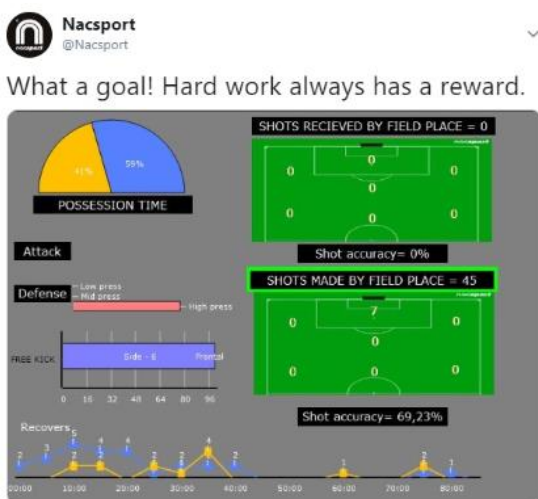 Nacsport
@Nacsport
What a goal! Hard work always has a reward.
SHOTS RECIEVED BY FIELD PLACE = 0
0
0 0
0
0 0 0
59%
41%
POSSESSION TIME
Shot accuracy= 0%
Attack
SHOTS MADE BY FIELD PLACE = 45
Defense
Low press
Mid press
High press
7
0 0
0
0 0 0
FREE KICK
Side - 6 Frontal
0 16 32 48 64 80 96
Shot accuracy= 69,23%
Recovers
2 3 5 4 4 2 2 4 2 1 2 1
2 2 2
00:00 10:00 20:00 30:00 40:00 50:00 60:00 70:00 80:00